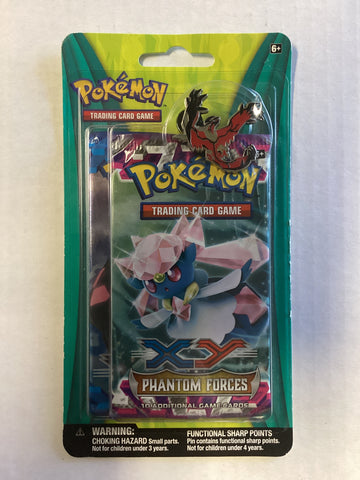 6+
POKéMON
TRADING CARD GAME
POKéMON
TRADING CARD GAME
XY
PHANTOM FORCES
10 ADDITIONAL GAME CARDS
WARNING:
CHOKING HAZARD Small parts.
Not for children under 3 years.
FUNCTIONAL SHARP POINTS
Pin contains functional sharp points.
Not for children under 4 years.